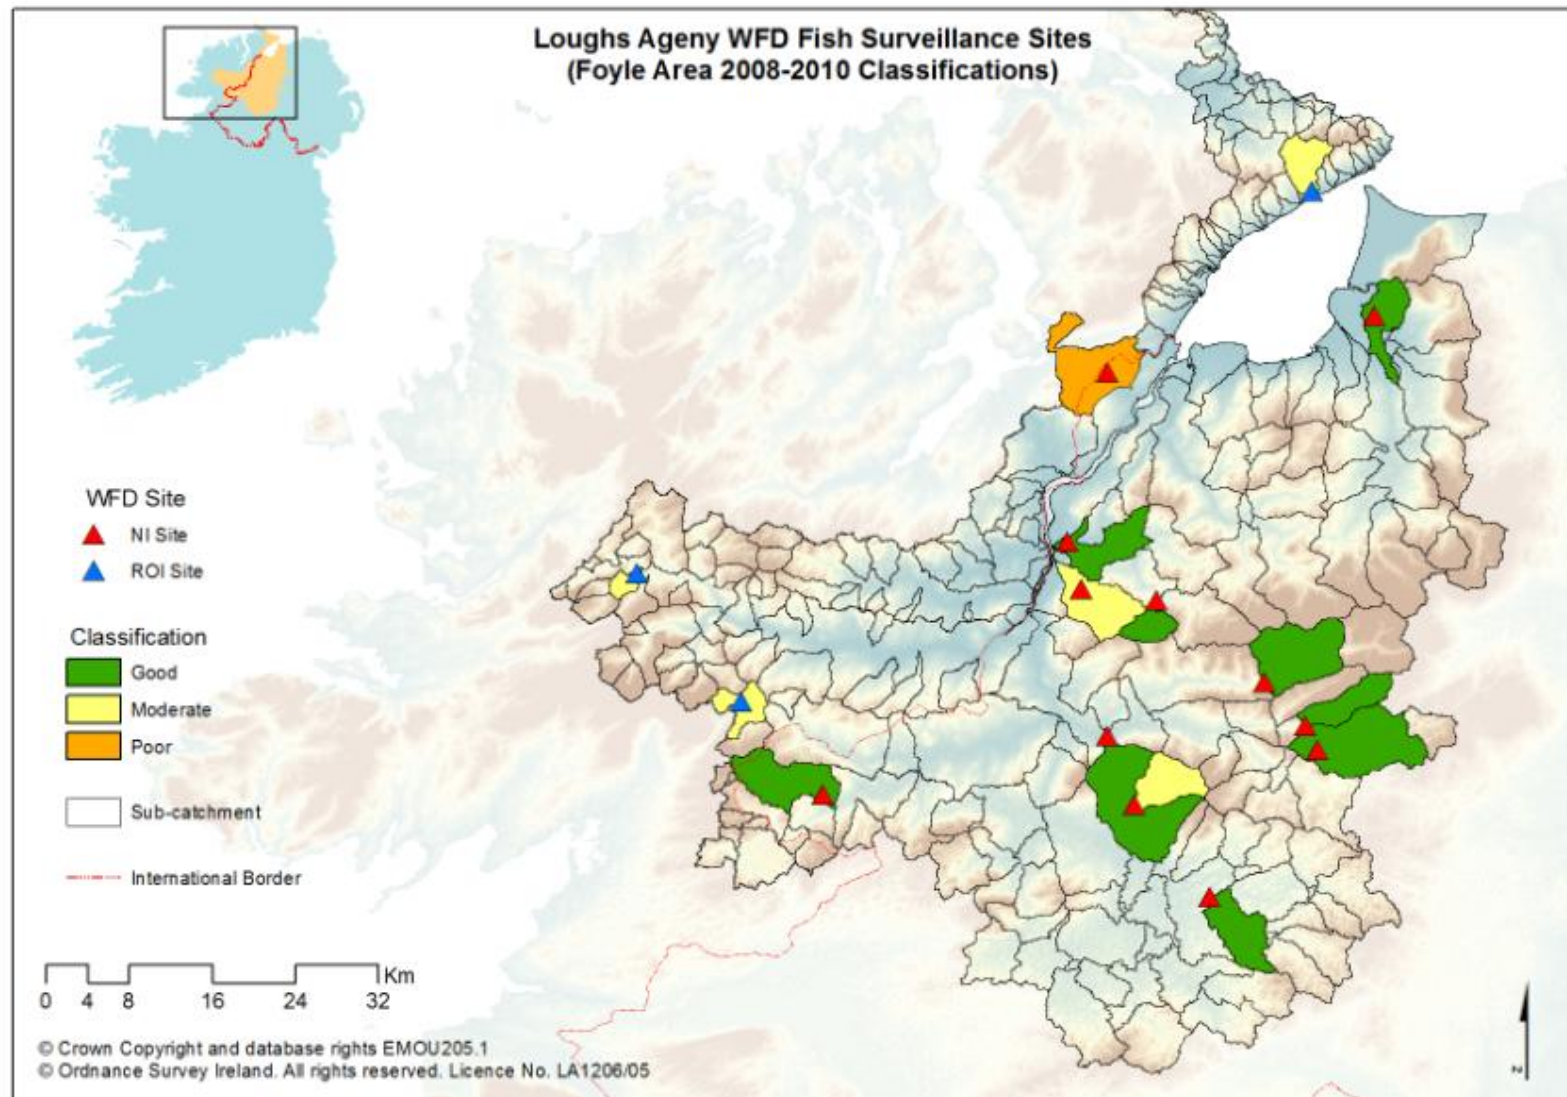 Loughs Ageny WFD Fish Surveillance Sites
(Foyle Area 2008-2010 Classifications)
WFD Site
NI Site
ROI Site
Classification
Good
Moderate
Poor
Sub-catchment
International Border
Km
0 4 8 16 24 32
© Crown Copyright and database rights EMOU205.1
© Ordnance Survey Ireland. All rights reserved. Licence No. LA1206/05
N